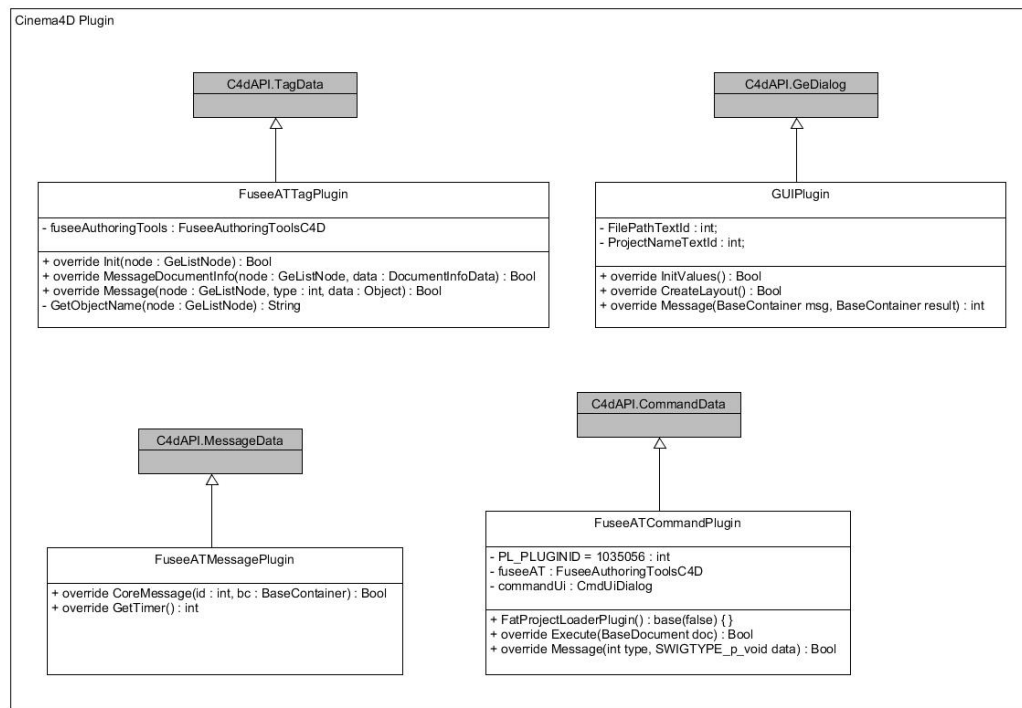 Cinema4D Plugin
C4dAPI.TagData
C4dAPI.GeDialog
FuseeATTagPlugin
- fuseeAuthoringTools : FuseeAuthoringToolsC4D
+ override Init(node : GeListNode) : Bool
+ override MessageDocumentInfo(node : GeListNode, data : DocumentInfoData) : Bool
+ override Message(node : GeListNode, type : int, data : Object) : Bool
- GetObjectName(node : GeListNode) : String
GUIPlugin
- FilePathTextId : int;
- ProjectNameTextId : int;
+ override InitValues() : Bool
+ override CreateLayout() : Bool
+ override Message(BaseContainer msg, BaseContainer result) : int
C4dAPI.MessageData
C4dAPI.CommandData
FuseeATMessagePlugin
+ override CoreMessage(id : int, bc : BaseContainer) : Bool
+ override GetTimer() : int
FuseeATCommandPlugin
- PL_PLUGINID = 1035056 : int
- fuseeAT : FuseeAuthoringToolsC4D
- commandUi : CmdUiDialog
+ FatProjectLoaderPlugin() : base(false) { }
+ override Execute(BaseDocument doc) : Bool
+ override Message(int type, SWIGTYPE_p_void data) : Bool